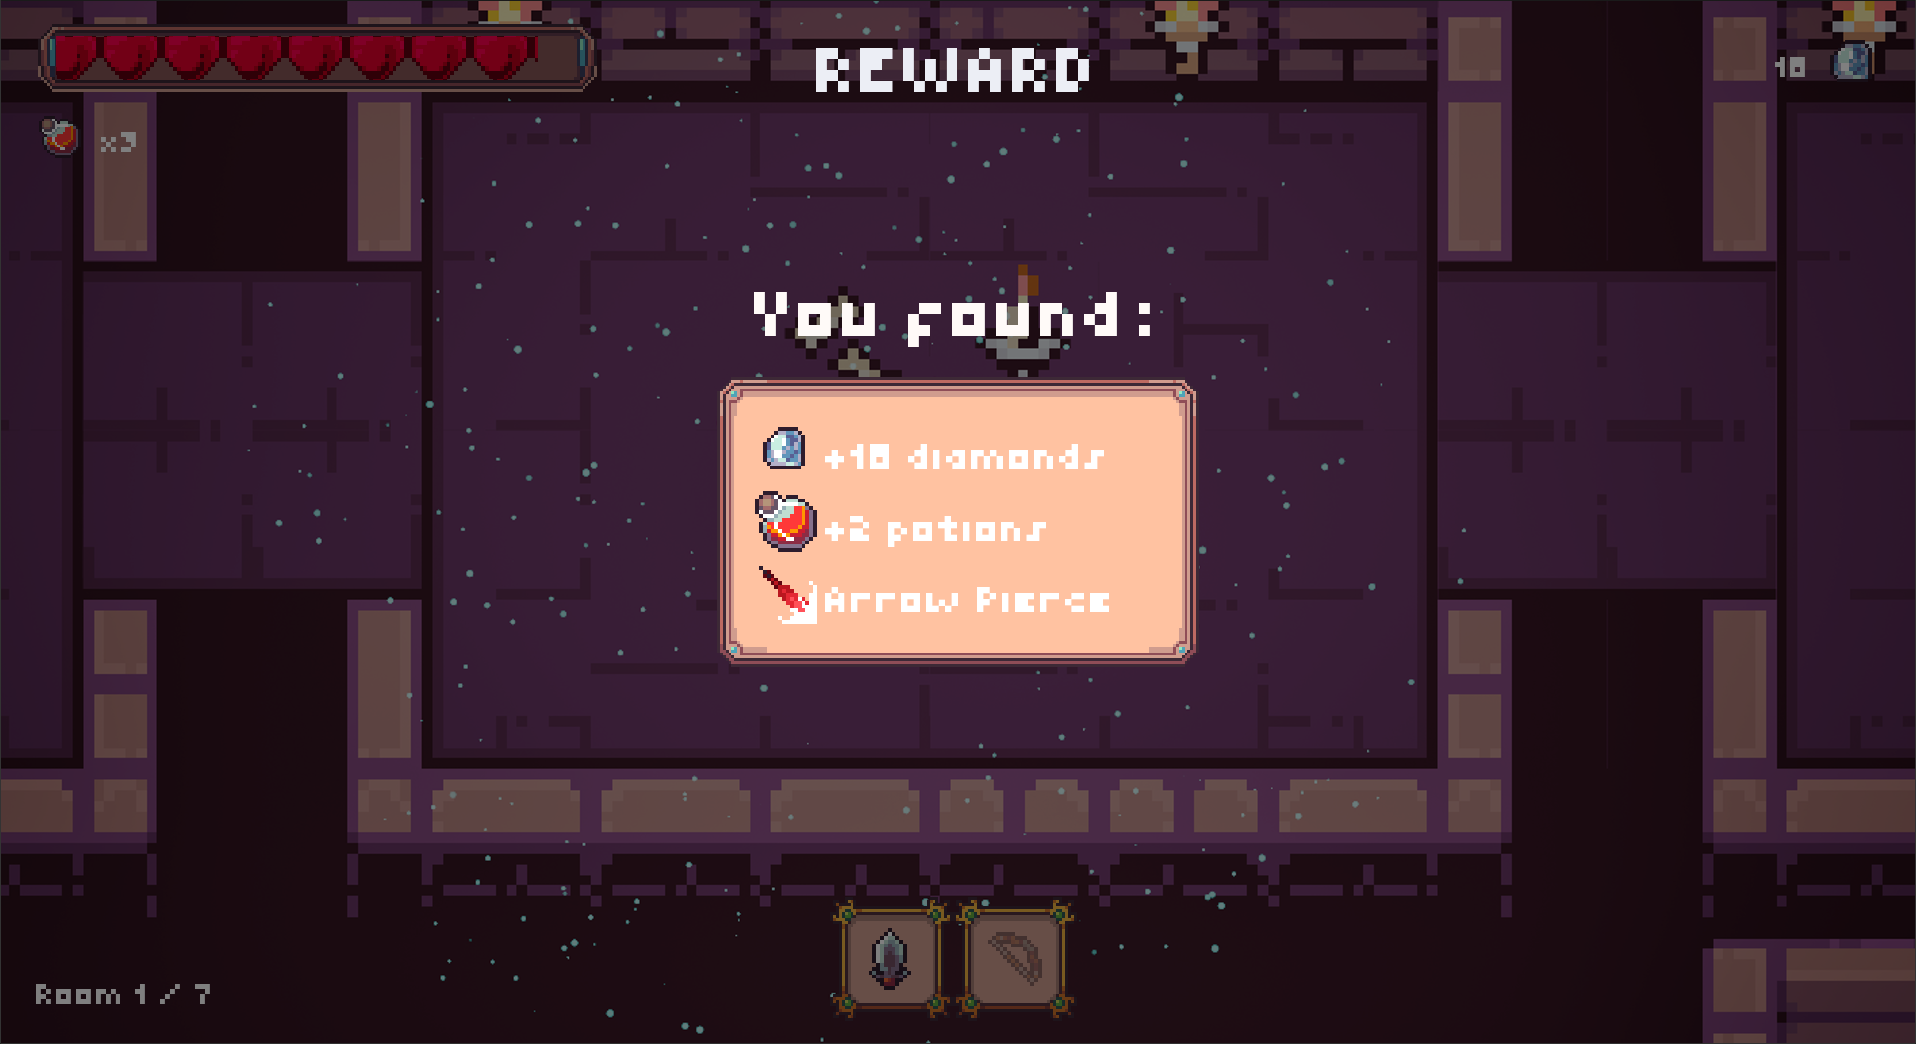 REWARD
10
x3
You found:
+10 diamonds
+2 potions
Arrow Pierce
Room 1 / 7